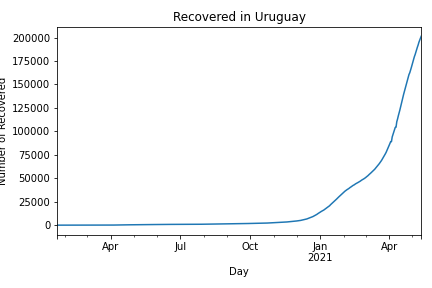 Recovered in Uruguay
Number of Recovered
200000
175000
150000
125000
100000
75000
50000
25000
0
Apr
Jul
Oct
Jan
2021
Apr
Day